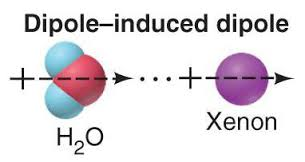 Dipole–induced dipole
+ ··· +
H₂O
Xenon